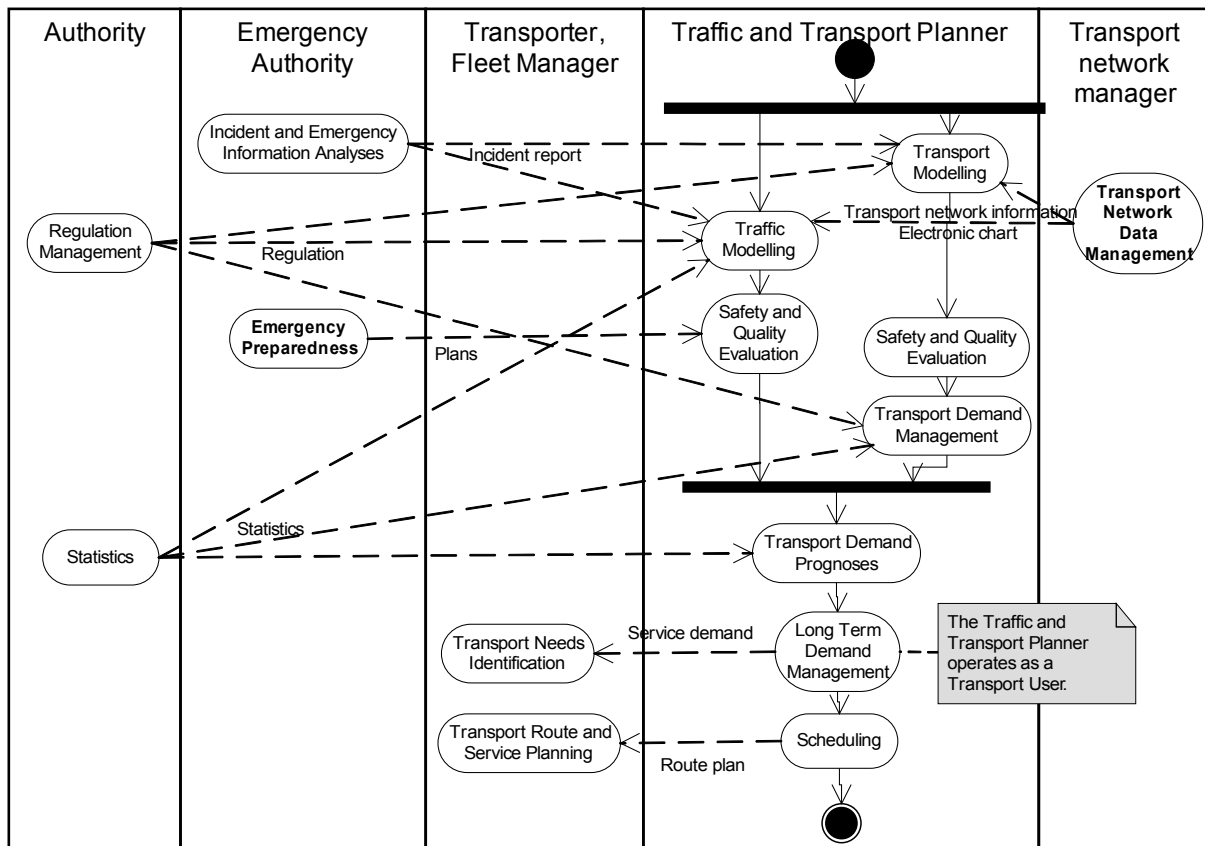 Authority
Emergency
Authority
Transporter,
Fleet Manager
Traffic and Transport Planner
Transport
network
manager
Incident and Emergency
Information Analyses
Incident report
Transport
Modelling
Transport
Network
Data
Management
Regulation
Management
Regulation
Traffic
Modelling
Transport network information
Electronic chart
Emergency
Preparedness
Plans
Safety and
Quality
Evaluation
Safety and Quality
Evaluation
Transport Demand
Management
Statistics
Statistics
Transport Demand
Prognoses
Transport Needs
Identification
Service demand
Long Term
Demand
Management
The Traffic and
Transport Planner
operates as a
Transport User.
Transport Route and
Service Planning
Route plan
Scheduling